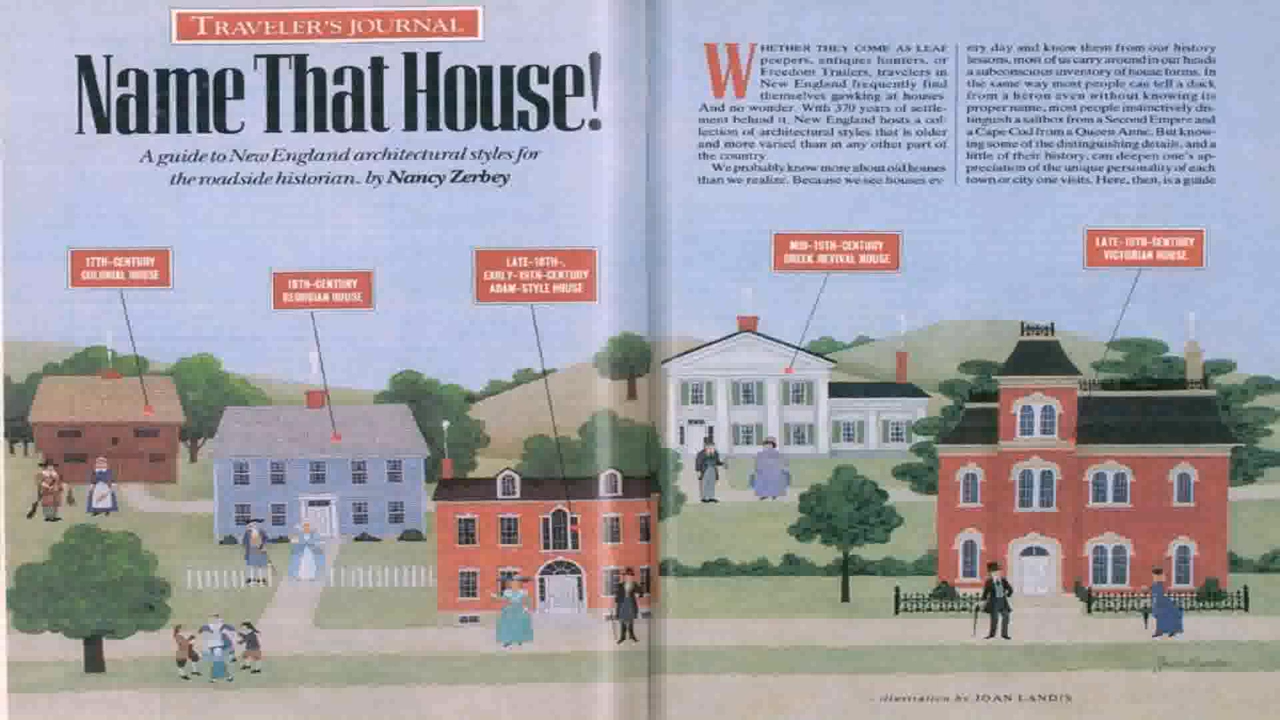 TRAVELER'S JOURNAL
Name That House!
A guide to New England architectural styles for
the roadside historian. by Nancy Zerbey
WHETHER THEY COME AS LEAF
peepers, antiques hunters, or
Freedom Trailers, travelers in
New England frequently find
themselves gawking at houses.
And no wonder. With 370 years of settle-
ment behind it, New England hosts a col-
lection of architectural styles that is older
and more varied than in any other part of
the country.
We probably know more about old houses
than we realize. Because we see houses ev-
ery day and know them from our history
lessons, most of us carry around in our heads
a subconscious inventory of house forms. In
the same way most people can tell a duck
from a heron even without knowing its
proper name, most people instinctively dis-
tinguish a saltbox from a Second Empire and
a Cape Cod from a Queen Anne. But know-
ing some of the distinguishing details, and a
little of their history, can deepen one's ap-
preciation of the unique personality of each
town or city one visits. Here, then, is a guide
17TH-CENTURY
COLONIAL HOUSE
18TH-CENTURY
GEORGIAN HOUSE
LATE-18TH-,
EARLY-19TH-CENTURY
ADAM-STYLE HOUSE
MID-19TH-CENTURY
GREEK REVIVAL HOUSE
LATE-19TH-CENTURY
VICTORIAN HOUSE
- illustration by JOAN LANDIS